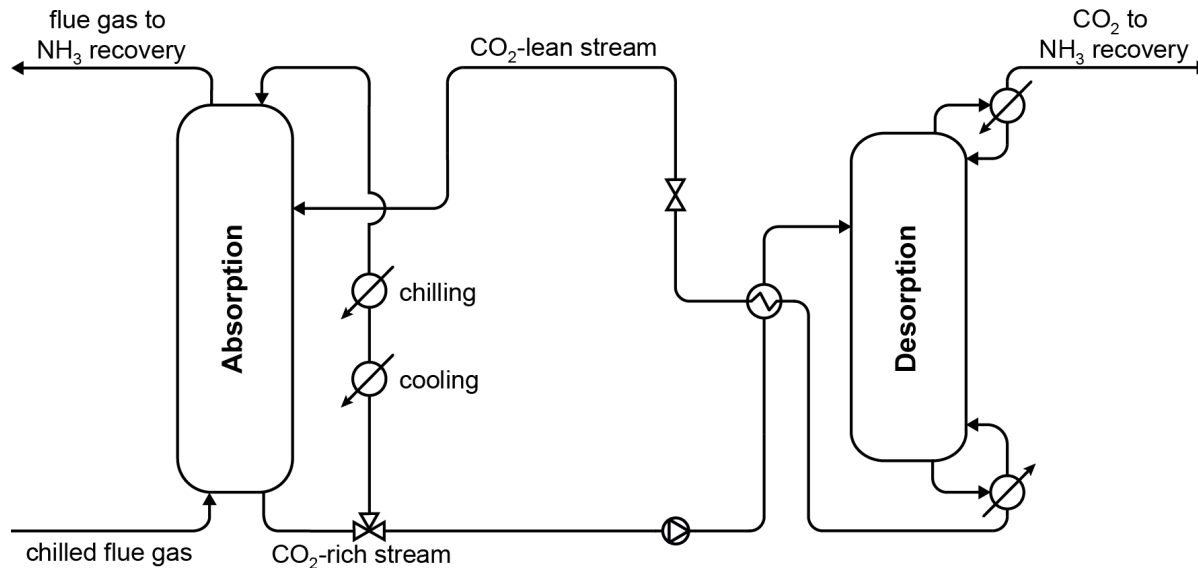 flue gas to
NH₃ recovery
CO₂-lean stream
CO₂ to
NH₃ recovery
Absorption
chilling
cooling
Desorption
chilled flue gas
CO₂-rich stream